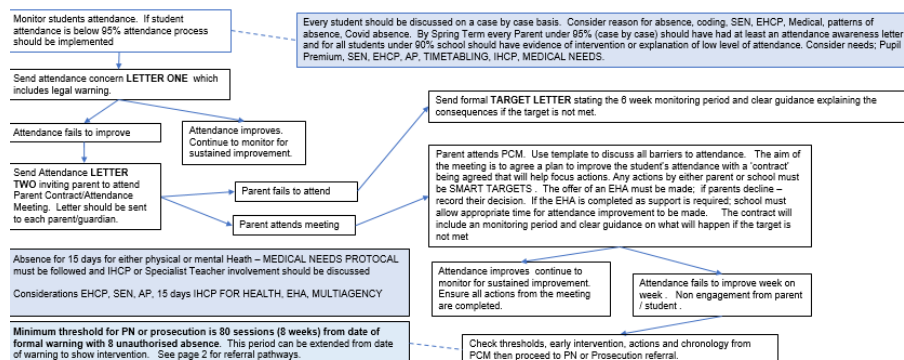 Monitor students attendance. If student
attendance is below 95% attendance process
should be implemented
Every student should be discussed on a case by case basis. Consider reason for absence, coding, SEN, EHCP, Medical, patterns of
absence, Covid absence. By Spring Term every Parent under 95% (case by case) should have had at least an attendance awareness letter
and for all students under 90% school should have evidence of intervention or explanation of low level of attendance. Consider needs; Pupil
Premium, SEN, EHCP, AP, TIMETABLING, IHCP, MEDICAL NEEDS.
Send attendance concern LETTER ONE which
includes legal warning.
Send formal TARGET LETTER stating the 6 week monitoring period and clear guidance explaining the
consequences if the target is not met.
Attendance fails to improve
Attendance improves.
Continue to monitor for
sustained improvement.
Send Attendance LETTER
TWO inviting parent to attend
Parent Contract/Attendance
Meeting. Letter should be sent
to each parent/guardian.
Parent fails to attend
Parent attends meeting
Parent attends PCM. Use template to discuss all barriers to attendance. The aim of
the meeting is to agree a plan to improve the student's attendance with a 'contract'
being agreed that will help focus actions. Any actions by either parent or school must
be SMART TARGETS . The offer of an EHA must be made; if parents decline –
record their decision. If the EHA is completed as support is required; school must
allow appropriate time for attendance improvement to be made. The contract will
include an monitoring period and clear guidance on what will happen if the target is
not met
Absence for 15 days for either physical or mental Heath – MEDICAL NEEDS PROTOCAL
must be followed and IHCP or Specialist Teacher involvement should be discussed
Considerations EHCP, SEN, AP, 15 days IHCP FOR HEALTH, EHA, MULTIAGENCY
Attendance improves continue to
monitor for sustained improvement.
Ensure all actions from the meeting
are completed.
Attendance fails to improve week on
week . Non engagement from parent
/ student .
Minimum threshold for PN or prosecution is 80 sessions (8 weeks) from date of
formal warning with 8 unauthorised absence. This period can be extended from date
of warning to show intervention. See page 2 for referral pathways.
Check thresholds, early intervention, actions and chronology from
PCM then proceed to PN or Prosecution referral.